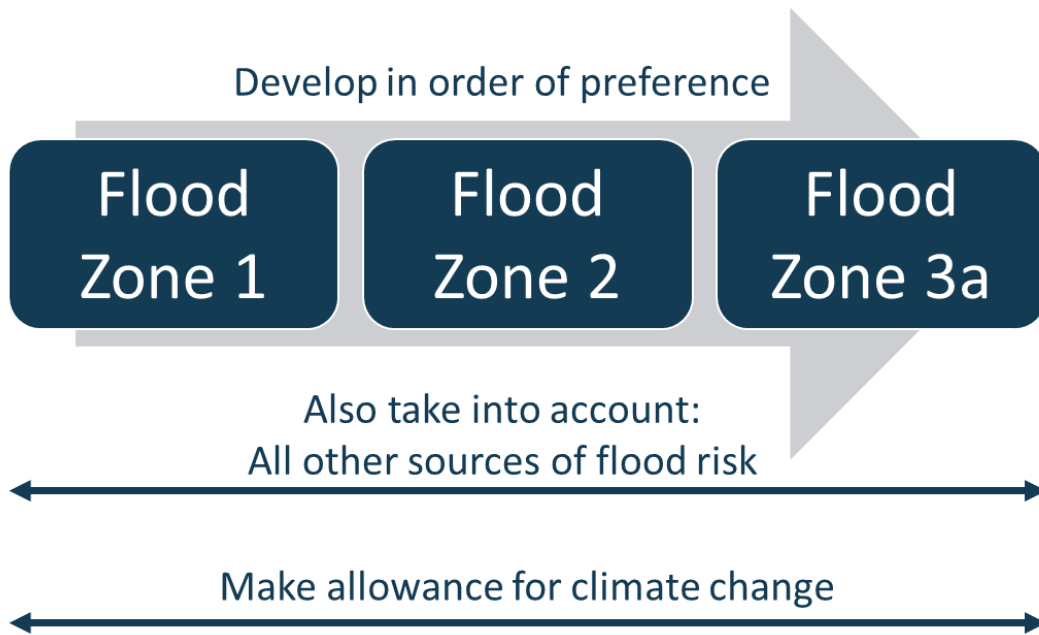 Develop in order of preference
Flood
Zone 1
Flood
Zone 2
Flood
Zone 3a
Also take into account:
All other sources of flood risk
Make allowance for climate change